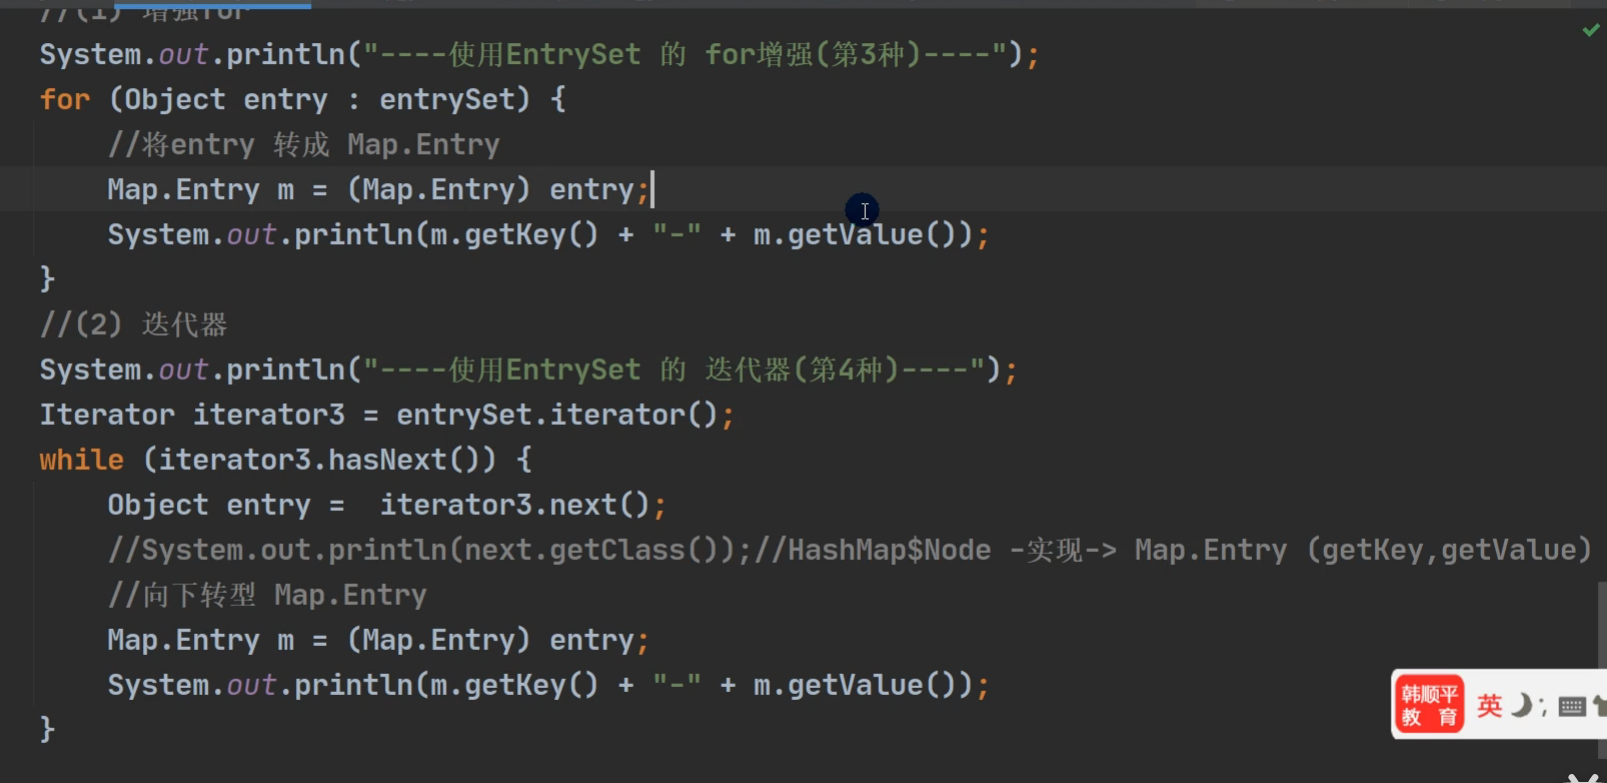 //(1) 增强for
System.out.println("----使用EntrySet 的 for增强(第3种)----");
for (Object entry : entrySet) {
//将entry 转成 Map.Entry
Map.Entry m = (Map.Entry) entry;
System.out.println(m.getKey() + "-" + m.getValue());
}
//(2) 迭代器
System.out.println("----使用EntrySet 的 迭代器(第4种)----");
Iterator iterator3 = entrySet.iterator();
while (iterator3.hasNext()) {
Object entry =  iterator3.next();
//System.out.println(next.getClass());//HashMap$Node -实现-> Map.Entry (getKey,getValue)
//向下转型 Map.Entry
Map.Entry m = (Map.Entry) entry;
System.out.println(m.getKey() + "-" + m.getValue());
}
韩顺平
教 育
英